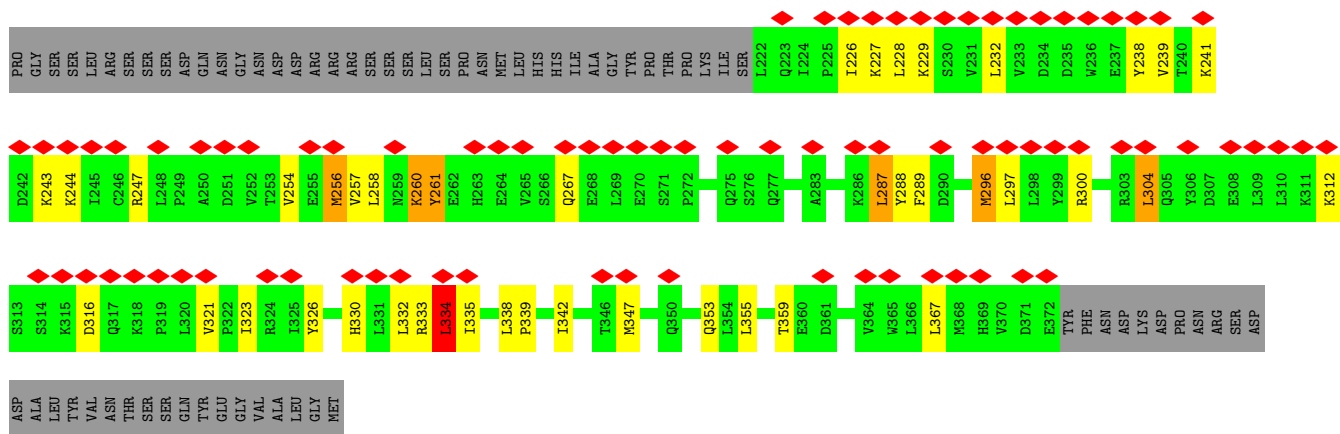 PRO GLY SER SER LEU ARG SER SER SER ASP GLN ASN GLY ASN ASP ASP ARG ARG ARG SER SER SER LEU SER PRO ASN MET LEU HIS HIS ILE ALA GLY TYR PRO THR PRO LYS ILE SER L222 Q223 I224 P225 I226 K227 L228 K229 S230 V231 L232 V233 D234 D235 W236 E237 Y238 V239 T240 K241
D242 K243 K244 I245 C246 R247 L248 P249 A250 D251 V252 T253 V254 E255 M256 V257 L258 N259 K260 Y261 E262 H263 E264 V265 S266 Q267 E268 L269 E270 S271 P272 Q275 S276 Q277 A283 K286 L287 Y288 F289 D290 M296 L297 L298 Y299 R300 R303 L304 Q305 Y306 D307 E308 L309 L310 K311 K312
S313 S314 K315 D316 Q317 K318 P319 L320 V321 P322 I323 R324 I325 Y326 H330 L331 L332 R333 L334 I335 L338 P339 I342 T346 M347 Q350 Q353 L354 L355 T359 E360 D361 V364 W365 L366 L367 M368 H369 V370 D371 E372 TYR PHE ASN ASP LYS ASP PRO ASN ARG SER ASP
ASP ALA LEU TYR VAL ASN THR SER SER GLN TYR GLU GLY VAL ALA LEU GLY MET